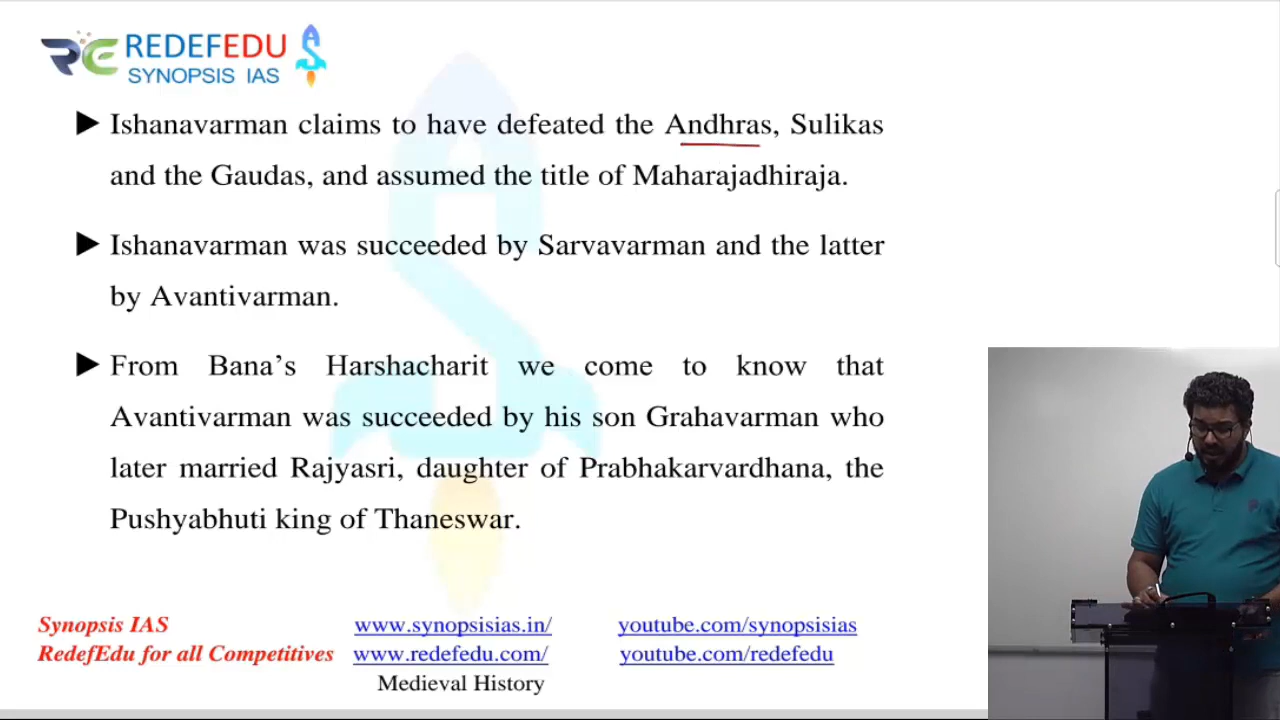 REDEFEDU
SYNOPSIS IAS
Ishanavarman claims to have defeated the Andhras, Sulikas
and the Gaudas, and assumed the title of Maharajadhiraja.
Ishanavarman was succeeded by Sarvavarman and the latter
by Avantivarman.
From Bana's Harshacharit we come to know that
Avantivarman was succeeded by his son Grahavarman who
later married Rajyasri, daughter of Prabhakarvardhana, the
Pushyabhuti king of Thaneswar.
Synopsis IAS www.synopsisias.in/ youtube.com/synopsisias
RedefEdu for all Competitives www.redefedu.com/ youtube.com/redefedu
Medieval History